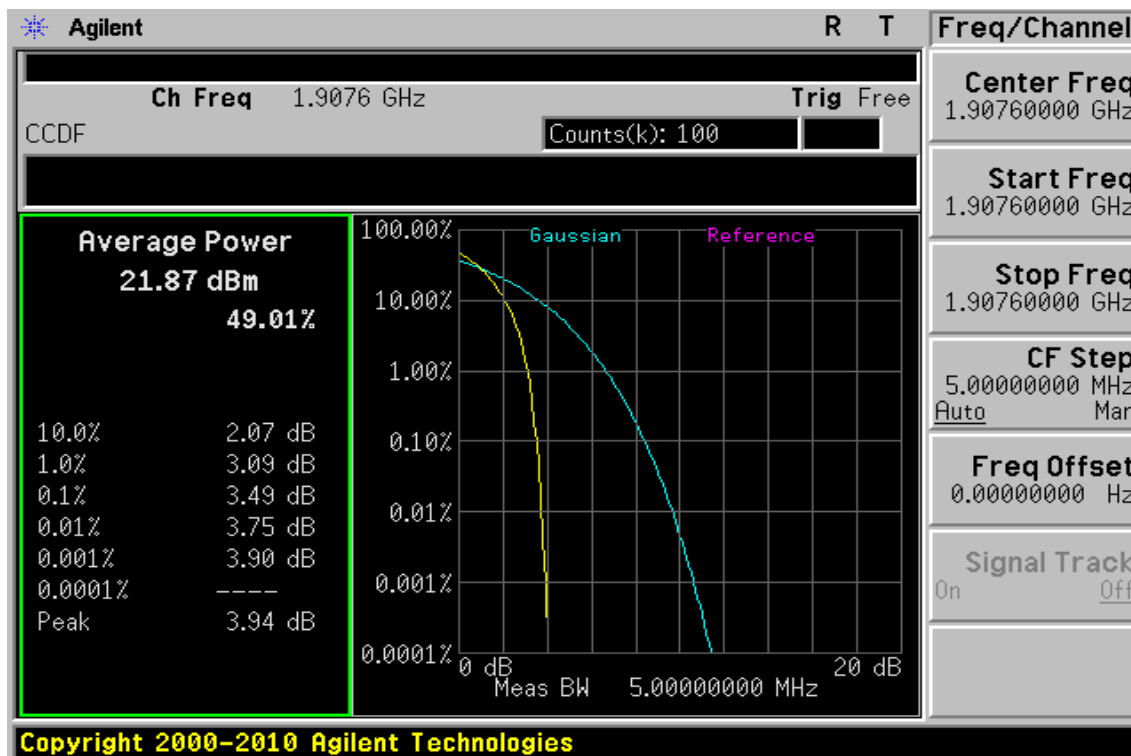 Agilent R T
Ch Freq 1.9076 GHz Trig Free
CCDF Counts(k): 100
Average Power
21.87 dBm
49.01%
10.0% 2.07 dB
1.0% 3.09 dB
0.1% 3.49 dB
0.01% 3.75 dB
0.001% 3.90 dB
0.0001% ----
Peak 3.94 dB
Gaussian Reference
100.00%
10.00%
1.00%
0.10%
0.01%
0.001%
0.0001%
0 dB 20 dB
Meas BW 5.00000000 MHz
Freq/Channel
Center Freq
1.90760000 GHz
Start Freq
1.90760000 GHz
Stop Freq
1.90760000 GHz
CF Step
5.00000000 MHz
Auto Man
Freq Offset
0.00000000 Hz
Signal Track
On Off
Copyright 2000-2010 Agilent Technologies